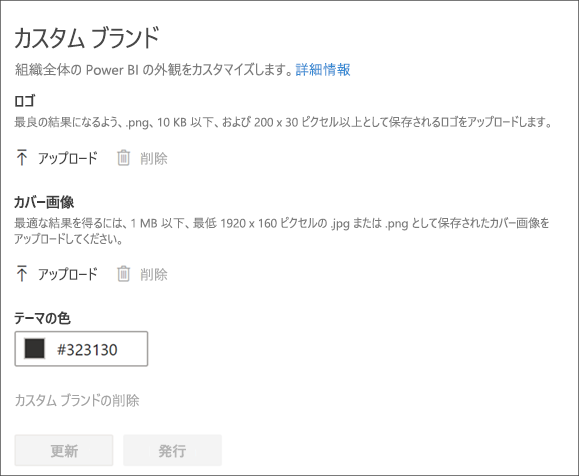 カスタム ブランド
組織全体の Power BI の外観をカスタマイズします。詳細情報
ロゴ
最良の結果になるよう、.png、10 KB 以下、および 200 x 30 ピクセル以上として保存されるロゴをアップロードします。
アップロード 削除
カバー画像
最適な結果を得るには、1 MB 以下、最低 1920 x 160 ピクセルの .jpg または .png として保存されたカバー画像を
アップロードしてください。
アップロード 削除
テーマの色
#323130
カスタム ブランドの削除
更新 発行